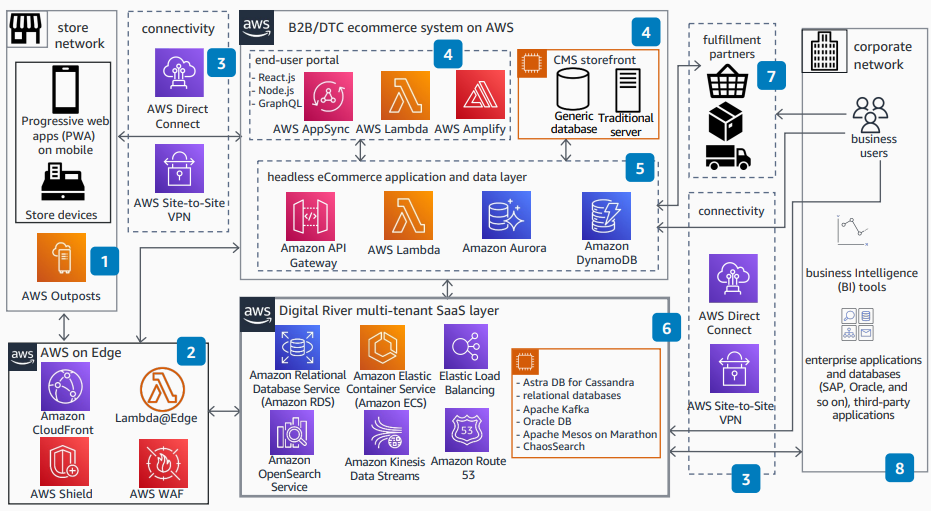 store
network
Progressive web
apps (PWA)
on mobile
Store devices
AWS Outposts
1
connectivity
3
AWS Direct
Connect
AWS Site-to-Site
VPN
aws
B2B/DTC ecommerce system on AWS
end-user portal
4
- React.js
- Node.js
- GraphQL
AWS AppSync
AWS Lambda
AWS Amplify
4
CMS storefront
Generic
database
Traditional
server
5
headless eCommerce application and data layer
Amazon API
Gateway
AWS Lambda
Amazon Aurora
Amazon
DynamoDB
fulfillment
partners
7
corporate
network
business
users
business Intelligence
(BI) tools
enterprise applications
and databases
(SAP, Oracle, and
so on), third-party
applications
8
connectivity
AWS Direct
Connect
AWS Site-to-Site
VPN
3
aws
AWS on Edge
2
Amazon
CloudFront
Lambda@Edge
AWS Shield
AWS WAF
aws
Digital River multi-tenant SaaS layer
6
Amazon Relational
Database Service
(Amazon RDS)
Amazon Elastic
Container Service
(Amazon ECS)
Elastic Load
Balancing
Amazon
OpenSearch
Service
Amazon Kinesis
Data Streams
53
Amazon Route
53
- Astra DB for Cassandra
- relational databases
- Apache Kafka
- Oracle DB
- Apache Mesos on Marathon
- ChaosSearch